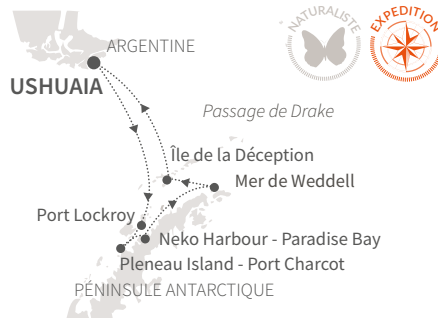 NATURALISTE
EXPEDITION
ARGENTINE
USHUAIA
Passage de Drake
Île de la Déception
Mer de Weddell
Port Lockroy
Neko Harbour - Paradise Bay
Pleneau Island - Port Charcot
PÉNINSULE ANTARCTIQUE